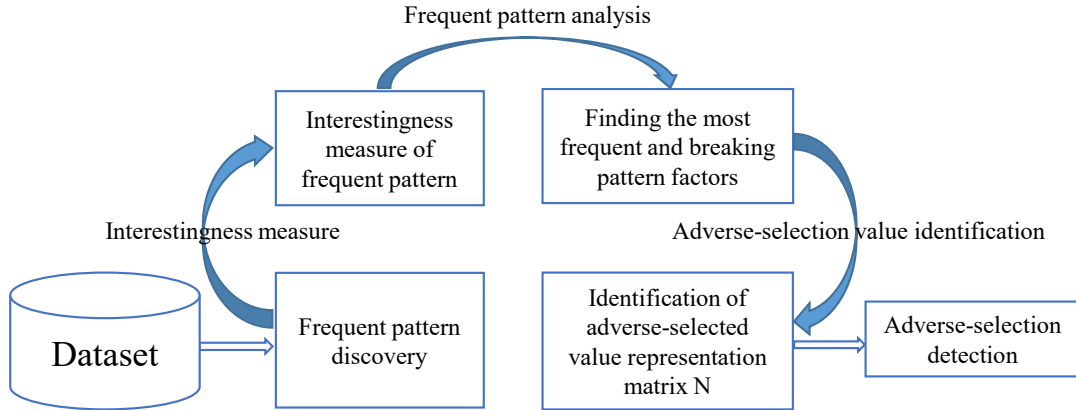 Frequent pattern analysis
Interestingness
measure of
frequent pattern
Finding the most
frequent and breaking
pattern factors
Interestingness measure
Adverse-selection value identification
Dataset
Frequent pattern
discovery
Identification of
adverse-selected
value representation
matrix N
Adverse-selection
detection